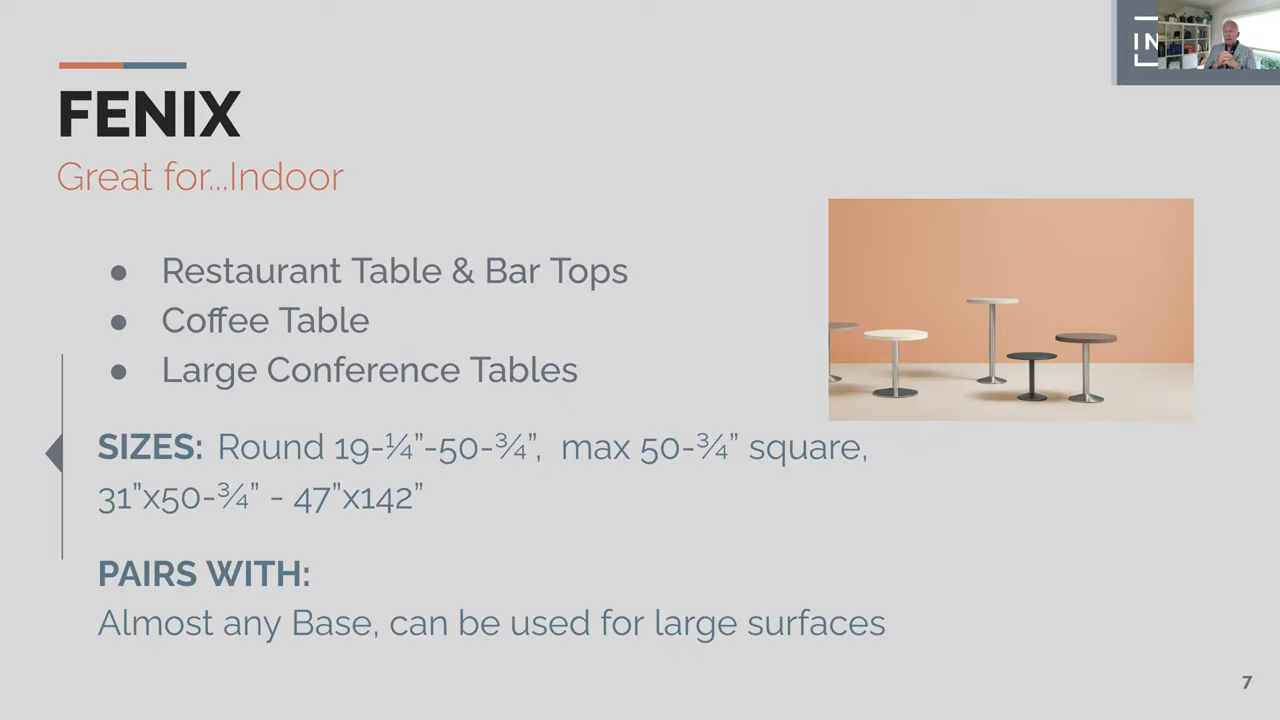 IN
FENIX
Great for...Indoor
● Restaurant Table & Bar Tops
● Coffee Table
● Large Conference Tables
SIZES: Round 19-¼”-50-¾”, max 50-¾” square,
31”x50-¾” - 47”x142”
PAIRS WITH:
Almost any Base, can be used for large surfaces
7